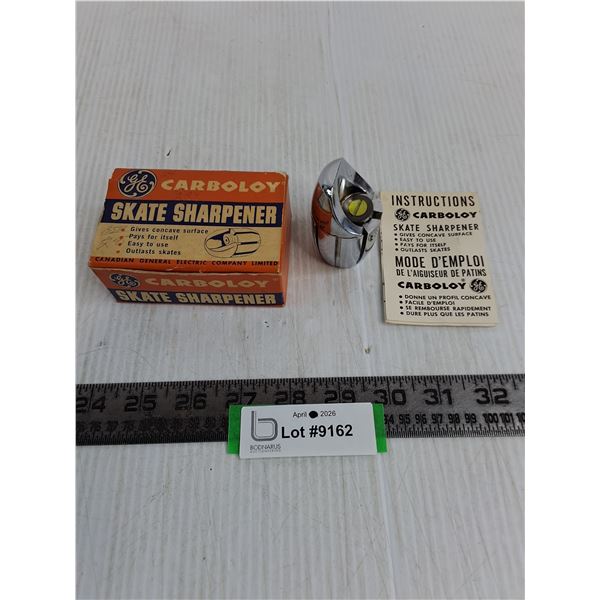 GE CARBOLOY
SKATE SHARPENER
• Gives concave surface
• Pays for itself
• Easy to use
• Outlasts skates
CANADIAN GENERAL ELECTRIC COMPANY LIMITED
GE CARBOLOY
SKATE SHARPENER
INSTRUCTIONS
GE CARBOLOY
SKATE SHARPENER
• GIVES CONCAVE SURFACE
• EASY TO USE
• PAYS FOR ITSELF
• OUTLASTS SKATES
MODE D'EMPLOI
DE L'AIGUISEUR DE PATINS
CARBOLOY GE
• DONNE UN PROFIL CONCAVE
• FACILE D'EMPLOI
• SE REMBOURSE RAPIDEMENT
• DURE PLUS QUE LES PATINS
24 25 26 27 28 29 30 31 32
April 2026
b Lot #9162
BODNARUS
AUCTIONEERING